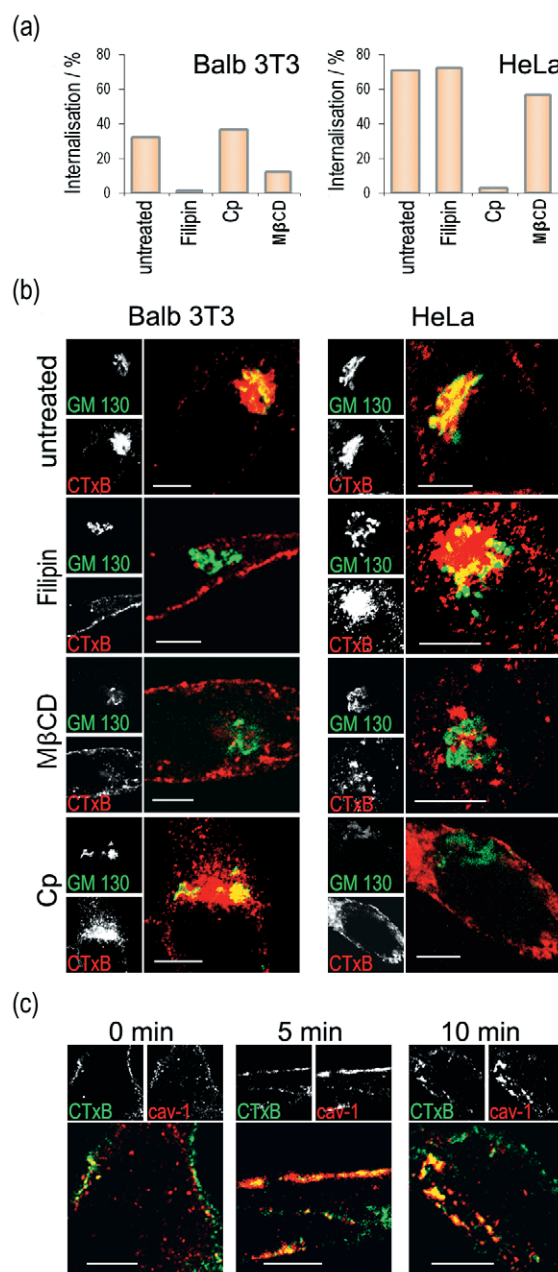 (a)
Balb 3T3
Internalisation / %
80
60
40
20
0
untreated
Filipin
Cp
MβCD
HeLa
Internalisation / %
80
60
40
20
0
untreated
Filipin
Cp
MβCD
(b)
Balb 3T3
HeLa
untreated
GM 130
CTxB
GM 130
CTxB
Filipin
GM 130
CTxB
GM 130
CTxB
MβCD
GM 130
CTxB
GM 130
CTxB
Cp
GM 130
CTxB
GM 130
CTxB
(c)
0 min
5 min
10 min
CTxB
cav-1
CTxB
cav-1
CTxB
cav-1